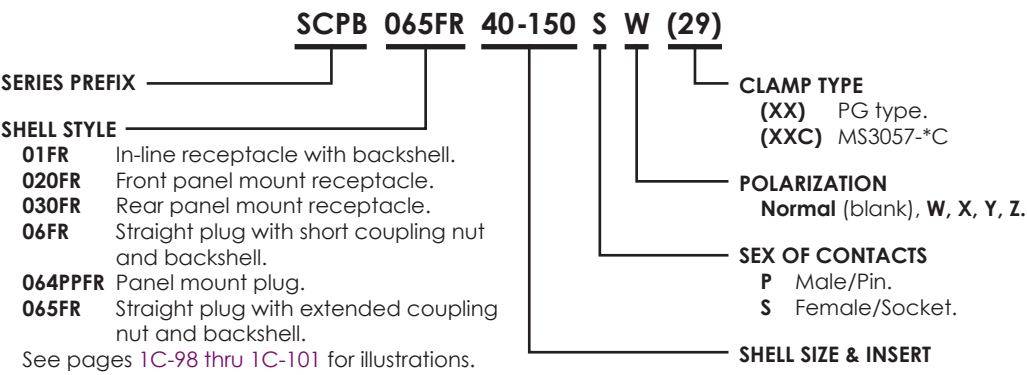 SCPB 065FR 40-150 S W (29)
SERIES PREFIX
SHELL STYLE
01FR In-line receptacle with backshell.
020FR Front panel mount receptacle.
030FR Rear panel mount receptacle.
06FR Straight plug with short coupling nut
and backshell.
064PPFR Panel mount plug.
065FR Straight plug with extended coupling
nut and backshell.
See pages 1C-98 thru 1C-101 for illustrations.
CLAMP TYPE
(XX) PG type.
(XXC) MS3057-*C
POLARIZATION
Normal (blank), W, X, Y, Z.
SEX OF CONTACTS
P Male/Pin.
S Female/Socket.
SHELL SIZE & INSERT